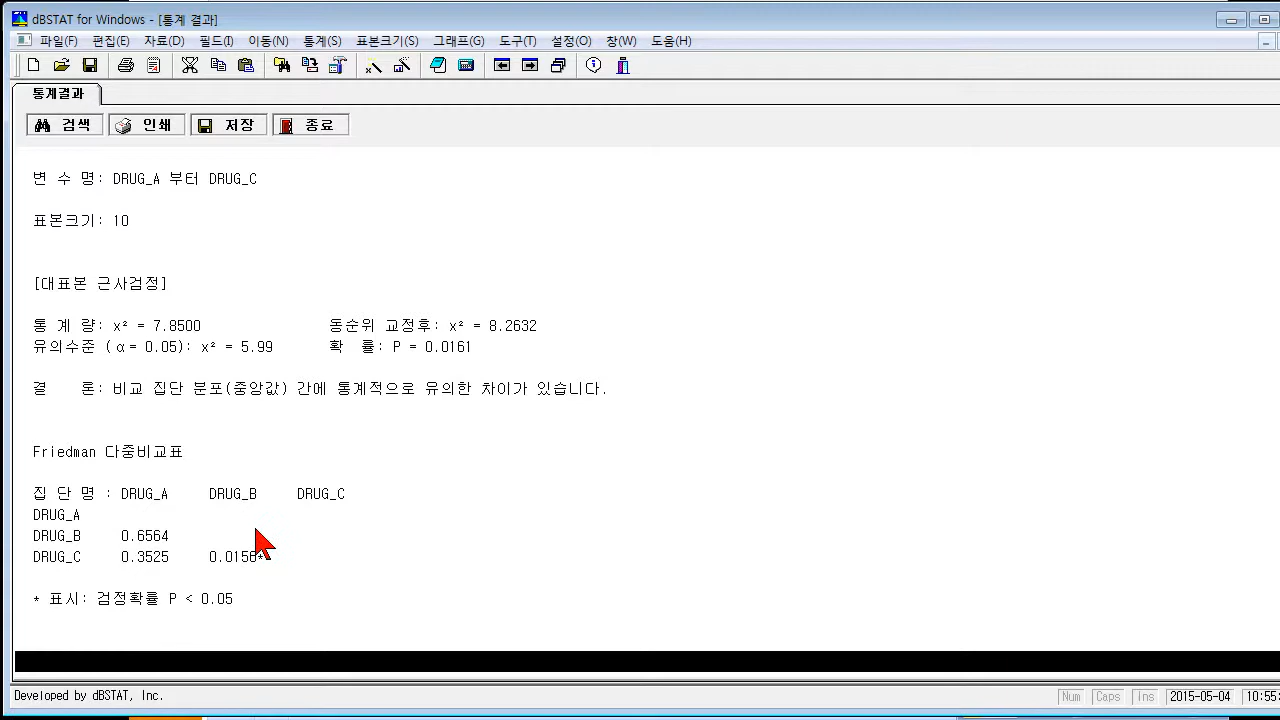 dBSTAT for Windows - [통계 결과]
파일(F) 편집(E) 자료(D) 필드(I) 이동(N) 통계(S) 표본크기(S) 그래프(G) 도구(T) 설정(O) 창(W) 도움(H)
통계결과
검색 인쇄 저장 종료
변 수 명: DRUG_A 부터 DRUG_C
표본크기: 10
[대표본 근사검정]
통 계 량: x² = 7.8500 동순위 교정후: x² = 8.2632
유의수준 (α= 0.05): x² = 5.99 확 률: P = 0.0161
결 론: 비교 집단 분포(중앙값) 간에 통계적으로 유의한 차이가 있습니다.
Friedman 다중비교표
집 단 명 : DRUG_A DRUG_B DRUG_C
DRUG_A
DRUG_B 0.6564
DRUG_C 0.3525 0.0156*
* 표시: 검정확률 P < 0.05
Developed by dBSTAT, Inc. Num Caps Ins 2015-05-04 10:55: